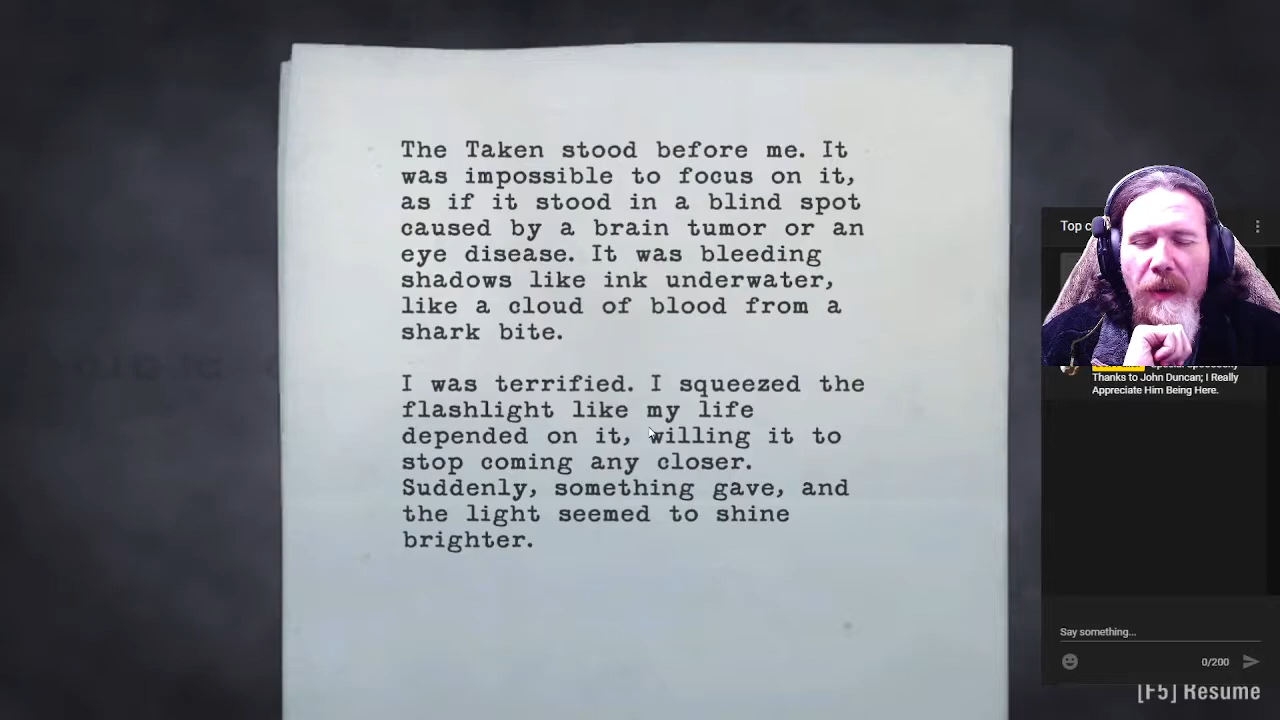 The Taken stood before me. It
was impossible to focus on it,
as if it stood in a blind spot
caused by a brain tumor or an
eye disease. It was bleeding
shadows like ink underwater,
like a cloud of blood from a
shark bite.
I was terrified. I squeezed the
flashlight like my life
depended on it, willing it to
stop coming any closer.
Suddenly, something gave, and
the light seemed to shine
brighter.
Top c
Thanks to John Duncan; I Really
Appreciate Him Being Here.
Say something...
0/200
[F5] Resume